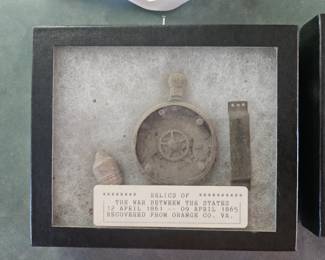 ******* RELICS OF *********
THE WAR BETWEEN THE STATES
12 APRIL 1861 -- 09 APRIL 1865
RECOVERED FROM ORANGE CO. VA.